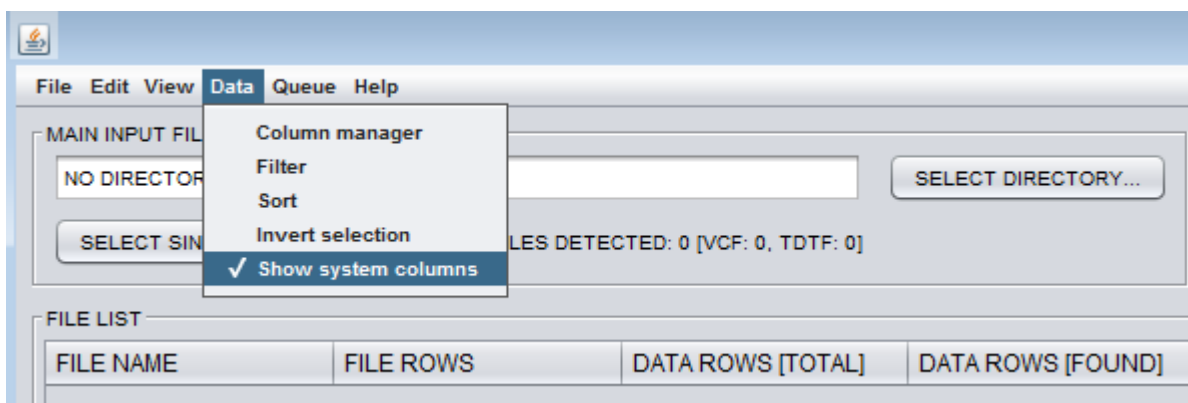 File Edit View Data Queue Help
MAIN INPUT FIL
Column manager
NO DIRECTOR
Filter
SELECT DIRECTORY...
Sort
SELECT SIN
Invert selection
LES DETECTED: 0 [VCF: 0, TDTF: 0]
✓ Show system columns
FILE LIST
FILE NAME FILE ROWS DATA ROWS [TOTAL] DATA ROWS [FOUND]